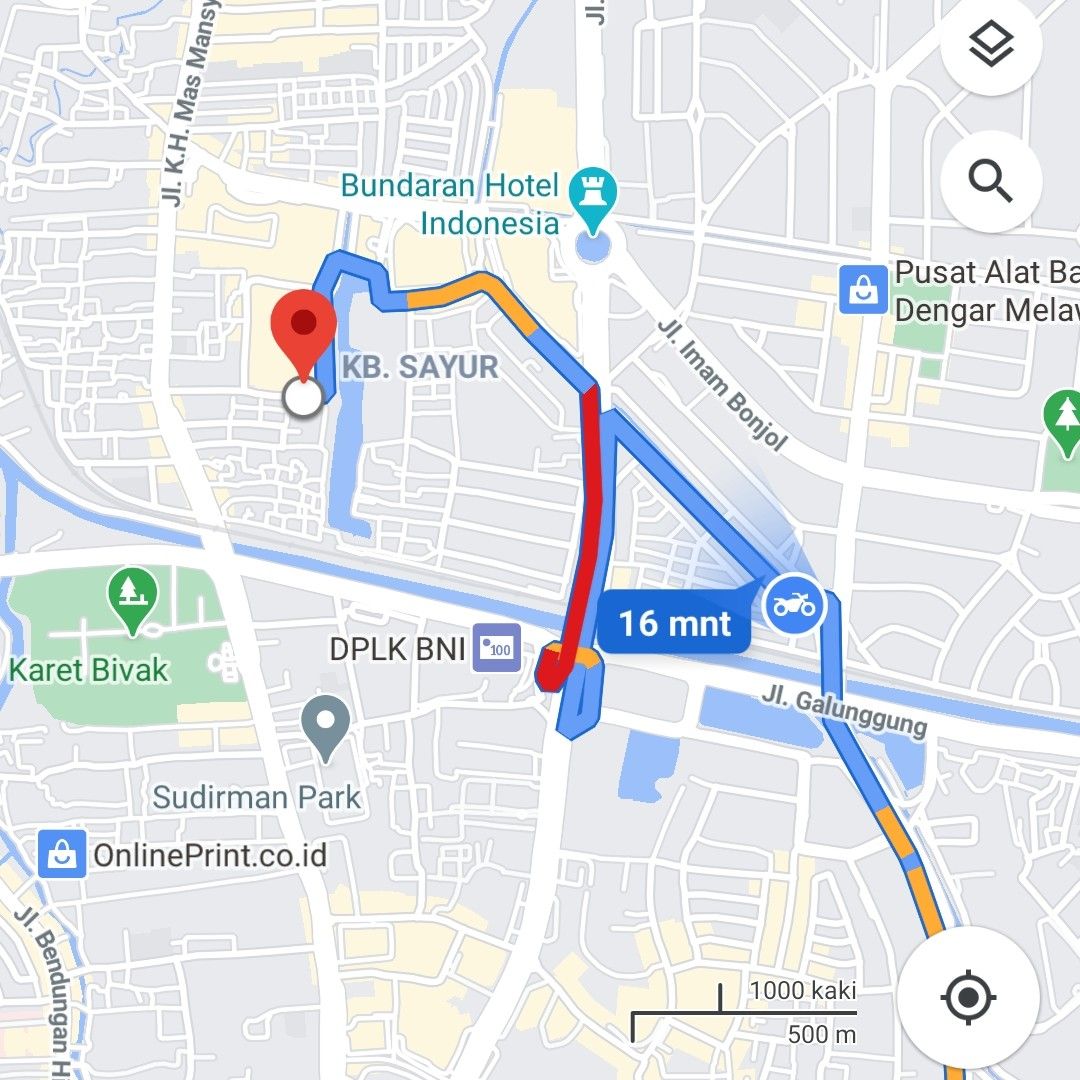 Jl. K.H. Mas Mansy
Jl.
Bundaran Hotel
Indonesia
Pusat Alat Ba
Dengar Melaw
Jl. Imam Bonjol
KB. SAYUR
16 mnt
DPLK BNI
100
Karet Bivak
Jl. Galunggung
Sudirman Park
OnlinePrint.co.id
Jl. Bendungan Hi
1000 kaki
500 m